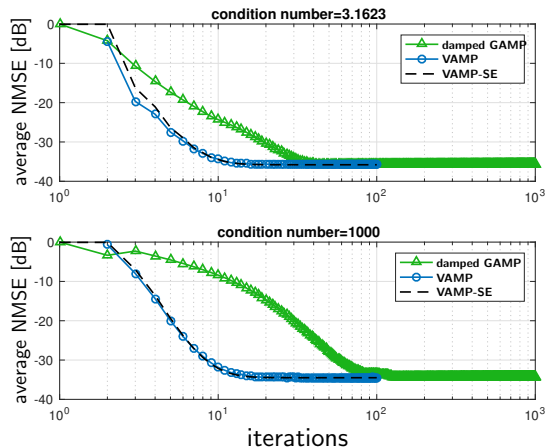 condition number=3.1623
average NMSE [dB]
0
-10
-20
-30
-40
damped GAMP
VAMP
VAMP-SE
10^0
10^1
10^2
10^3
condition number=1000
average NMSE [dB]
0
-10
-20
-30
-40
damped GAMP
VAMP
VAMP-SE
10^0
10^1
10^2
10^3
iterations